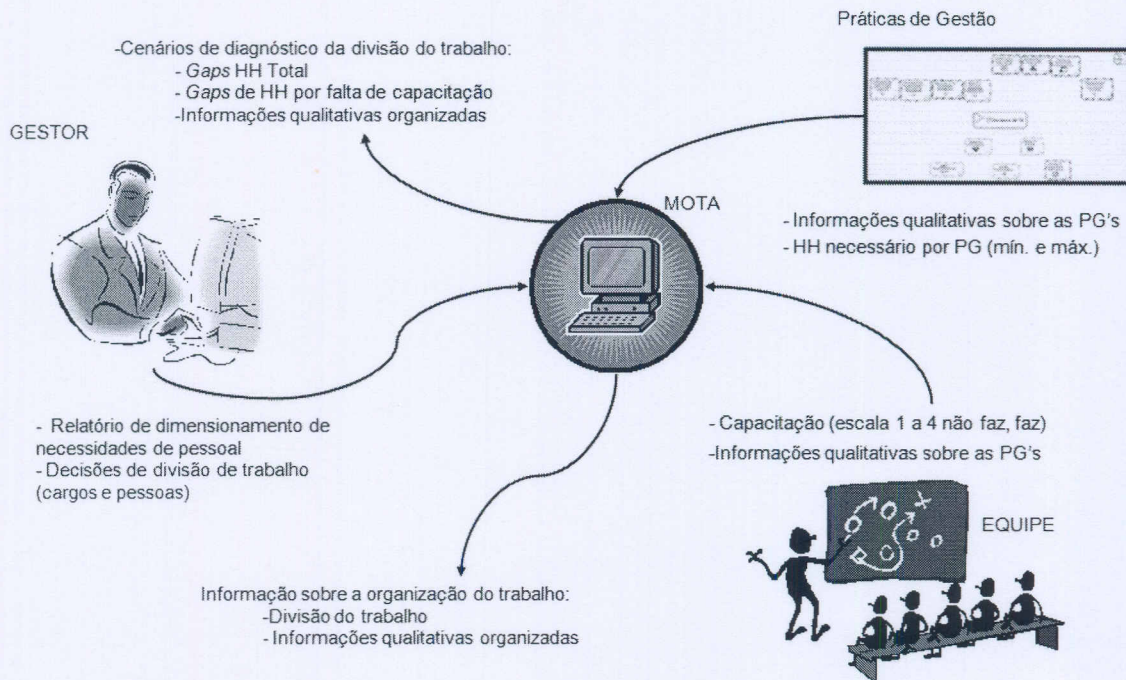 Práticas de Gestão
-Cenários de diagnóstico da divisão do trabalho:
- Gaps HH Total
- Gaps de HH por falta de capacitação
-Informações qualitativas organizadas
GESTOR
MOTA
- Informações qualitativas sobre as PG's
- HH necessário por PG (mín. e máx.)
- Relatório de dimensionamento de
necessidades de pessoal
- Decisões de divisão de trabalho
(cargos e pessoas)
- Capacitação (escala 1 a 4 não faz, faz)
-Informações qualitativas sobre as PG's
EQUIPE
Informação sobre a organização do trabalho:
-Divisão do trabalho
- Informações qualitativas organizadas